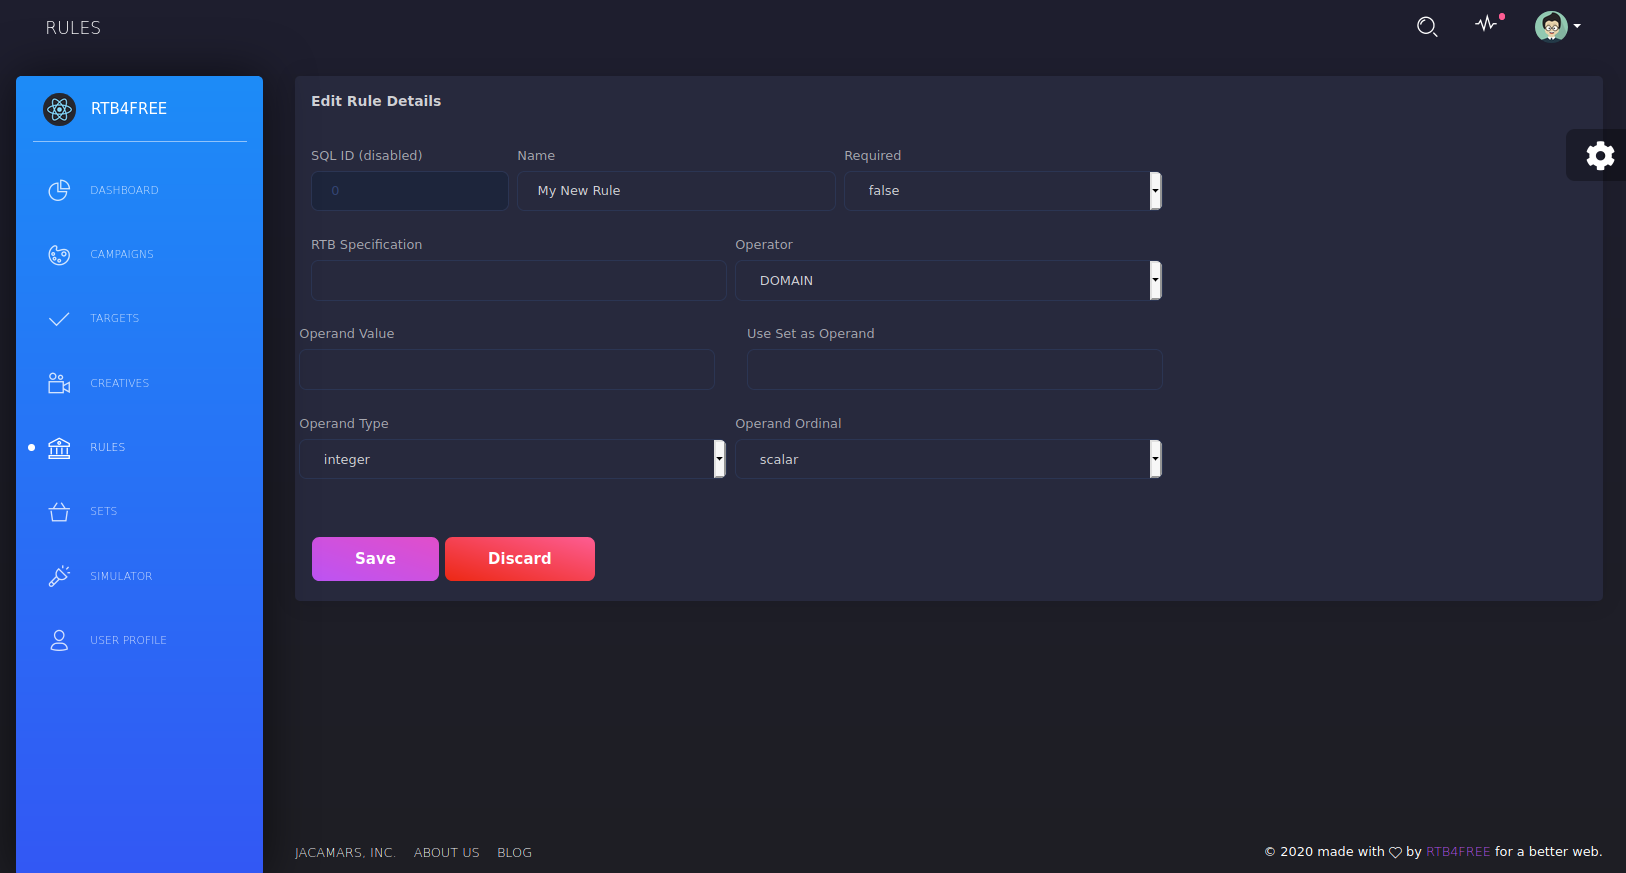 RULES
RTB4FREE
DASHBOARD
CAMPAIGNS
TARGETS
CREATIVES
RULES
SETS
SIMULATOR
USER PROFILE
Edit Rule Details
SQL ID (disabled) Name Required
0 My New Rule false
RTB Specification Operator
DOMAIN
Operand Value Use Set as Operand
Operand Type Operand Ordinal
integer scalar
Save Discard
JACAMARS, INC. ABOUT US BLOG
© 2020 made with by RTB4FREE for a better web.